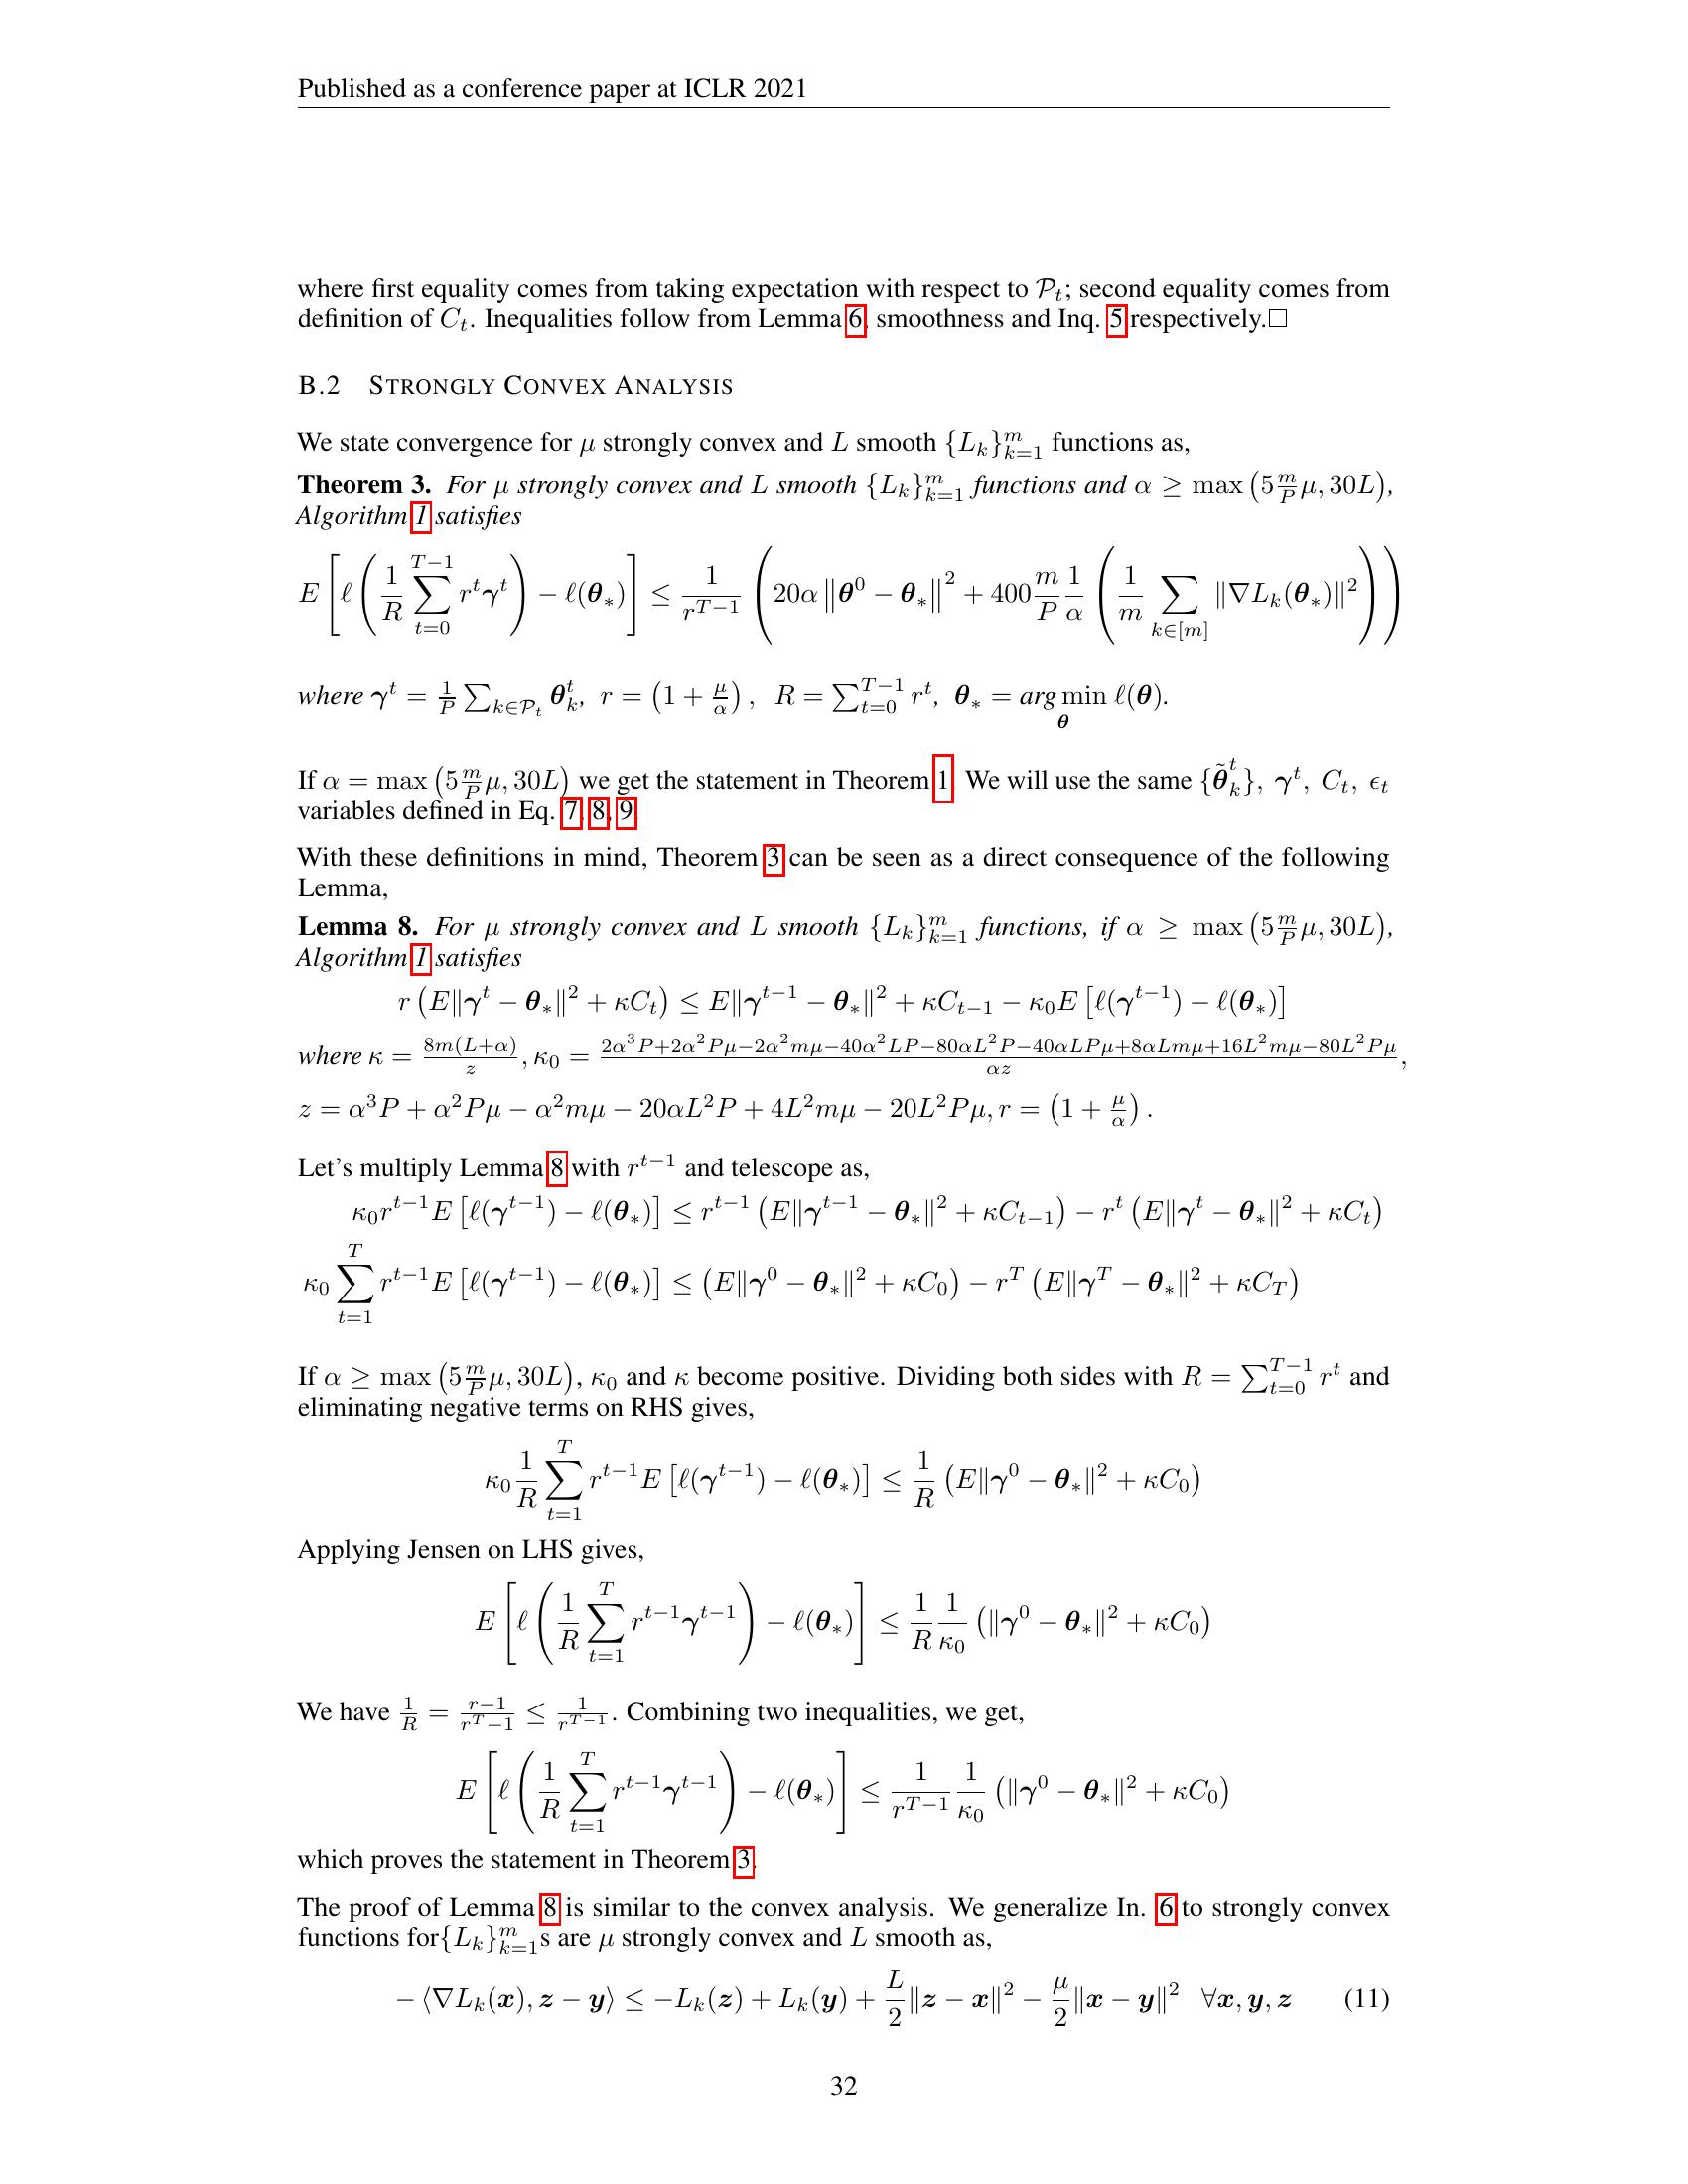 Published as a conference paper at ICLR 2021
where first equality comes from taking expectation with respect to $\mathcal{P}_t$; second equality comes from
definition of $C_t$. Inequalities follow from Lemma 6, smoothness and Inq. 5 respectively.□
B.2 STRONGLY CONVEX ANALYSIS
We state convergence for $\mu$ strongly convex and $L$ smooth $\{L_k\}_{k=1}^m$ functions as,
Theorem 3. For $\mu$ strongly convex and $L$ smooth $\{L_k\}_{k=1}^m$ functions and $\alpha \geq \max\left(5\frac{m}{P}\mu, 30L\right)$,
Algorithm 1 satisfies
$E\left[\ell\left(\frac{1}{R}\sum_{t=0}^{T-1} r^t \boldsymbol{\gamma}^t\right) - \ell(\boldsymbol{\theta}_*)\right] \leq \frac{1}{r^{T-1}}\left(20\alpha\left\|\boldsymbol{\theta}^0 - \boldsymbol{\theta}_*\right\|^2 + 400\frac{m}{P}\frac{1}{\alpha}\left(\frac{1}{m}\sum_{k\in[m]}\|\nabla L_k(\boldsymbol{\theta}_*)\|^2\right)\right)$
where $\boldsymbol{\gamma}^t = \frac{1}{P}\sum_{k\in\mathcal{P}_t}\boldsymbol{\theta}_k^t$, $r = \left(1+\frac{\mu}{\alpha}\right)$, $R = \sum_{t=0}^{T-1} r^t$, $\boldsymbol{\theta}_* = \underset{\boldsymbol{\theta}}{\arg\min}\ \ell(\boldsymbol{\theta})$.
If $\alpha = \max\left(5\frac{m}{P}\mu, 30L\right)$ we get the statement in Theorem 1. We will use the same $\{\tilde{\boldsymbol{\theta}}_k^t\}$, $\boldsymbol{\gamma}^t$, $C_t$, $\epsilon_t$
variables defined in Eq. 7, 8, 9.
With these definitions in mind, Theorem 3 can be seen as a direct consequence of the following
Lemma,
Lemma 8. For $\mu$ strongly convex and $L$ smooth $\{L_k\}_{k=1}^m$ functions, if $\alpha \geq \max\left(5\frac{m}{P}\mu, 30L\right)$,
Algorithm 1 satisfies
$r\left(E\|\boldsymbol{\gamma}^t - \boldsymbol{\theta}_*\|^2 + \kappa C_t\right) \leq E\|\boldsymbol{\gamma}^{t-1} - \boldsymbol{\theta}_*\|^2 + \kappa C_{t-1} - \kappa_0 E\left[\ell(\boldsymbol{\gamma}^{t-1}) - \ell(\boldsymbol{\theta}_*)\right]$
where $\kappa = \frac{8m(L+\alpha)}{z}, \kappa_0 = \frac{2\alpha^3P+2\alpha^2P\mu-2\alpha^2m\mu-40\alpha^2LP-80\alpha L^2P-40\alpha LP\mu+8\alpha Lm\mu+16L^2m\mu-80L^2P\mu}{\alpha z}$,
$z = \alpha^3P + \alpha^2P\mu - \alpha^2m\mu - 20\alpha L^2P + 4L^2m\mu - 20L^2P\mu, r = \left(1+\frac{\mu}{\alpha}\right)$.
Let's multiply Lemma 8 with $r^{t-1}$ and telescope as,
$\kappa_0 r^{t-1}E\left[\ell(\boldsymbol{\gamma}^{t-1}) - \ell(\boldsymbol{\theta}_*)\right] \leq r^{t-1}\left(E\|\boldsymbol{\gamma}^{t-1} - \boldsymbol{\theta}_*\|^2 + \kappa C_{t-1}\right) - r^t\left(E\|\boldsymbol{\gamma}^t - \boldsymbol{\theta}_*\|^2 + \kappa C_t\right)$
$\kappa_0\sum_{t=1}^{T} r^{t-1}E\left[\ell(\boldsymbol{\gamma}^{t-1}) - \ell(\boldsymbol{\theta}_*)\right] \leq \left(E\|\boldsymbol{\gamma}^0 - \boldsymbol{\theta}_*\|^2 + \kappa C_0\right) - r^T\left(E\|\boldsymbol{\gamma}^T - \boldsymbol{\theta}_*\|^2 + \kappa C_T\right)$
If $\alpha \geq \max\left(5\frac{m}{P}\mu, 30L\right)$, $\kappa_0$ and $\kappa$ become positive. Dividing both sides with $R = \sum_{t=0}^{T-1} r^t$ and
eliminating negative terms on RHS gives,
$\kappa_0\frac{1}{R}\sum_{t=1}^{T} r^{t-1}E\left[\ell(\boldsymbol{\gamma}^{t-1}) - \ell(\boldsymbol{\theta}_*)\right] \leq \frac{1}{R}\left(E\|\boldsymbol{\gamma}^0 - \boldsymbol{\theta}_*\|^2 + \kappa C_0\right)$
Applying Jensen on LHS gives,
$E\left[\ell\left(\frac{1}{R}\sum_{t=1}^{T} r^{t-1}\boldsymbol{\gamma}^{t-1}\right) - \ell(\boldsymbol{\theta}_*)\right] \leq \frac{1}{R}\frac{1}{\kappa_0}\left(\|\boldsymbol{\gamma}^0 - \boldsymbol{\theta}_*\|^2 + \kappa C_0\right)$
We have $\frac{1}{R} = \frac{r-1}{r^T-1} \leq \frac{1}{r^{T-1}}$. Combining two inequalities, we get,
$E\left[\ell\left(\frac{1}{R}\sum_{t=1}^{T} r^{t-1}\boldsymbol{\gamma}^{t-1}\right) - \ell(\boldsymbol{\theta}_*)\right] \leq \frac{1}{r^{T-1}}\frac{1}{\kappa_0}\left(\|\boldsymbol{\gamma}^0 - \boldsymbol{\theta}_*\|^2 + \kappa C_0\right)$
which proves the statement in Theorem 3.
The proof of Lemma 8 is similar to the convex analysis. We generalize In. 6 to strongly convex
functions for$\{L_k\}_{k=1}^m$s are $\mu$ strongly convex and $L$ smooth as,
$-\left\langle\nabla L_k(\boldsymbol{x}), \boldsymbol{z} - \boldsymbol{y}\right\rangle \leq -L_k(\boldsymbol{z}) + L_k(\boldsymbol{y}) + \frac{L}{2}\|\boldsymbol{z} - \boldsymbol{x}\|^2 - \frac{\mu}{2}\|\boldsymbol{x} - \boldsymbol{y}\|^2 \quad \forall \boldsymbol{x}, \boldsymbol{y}, \boldsymbol{z}$ (11)
32